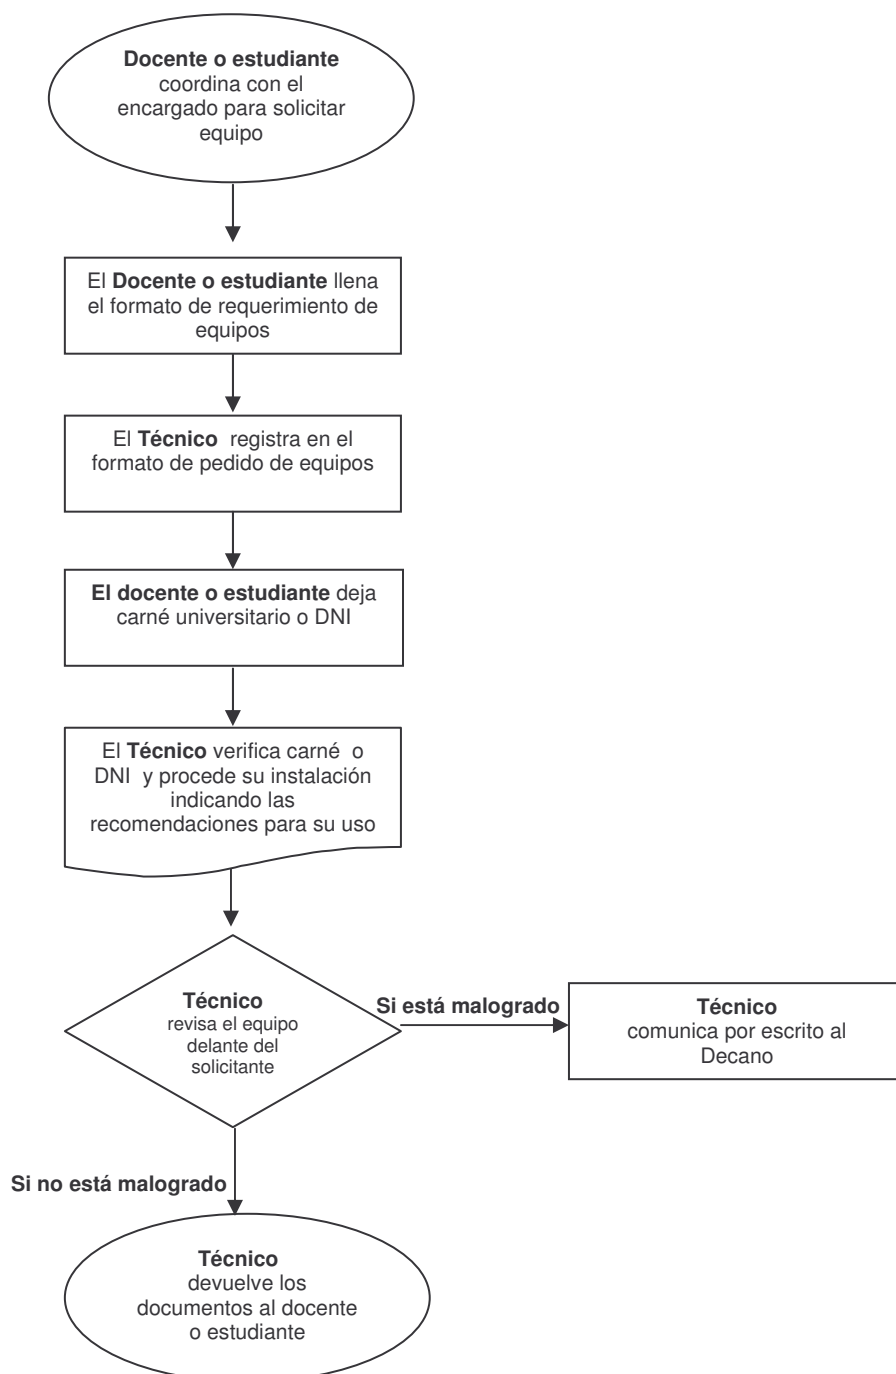 Docente o estudiante
coordina con el
encargado para solicitar
equipo
El Docente o estudiante llena
el formato de requerimiento de
equipos
El Técnico registra en el
formato de pedido de equipos
El docente o estudiante deja
carné universitario o DNI
El Técnico verifica carné o
DNI y procede su instalación
indicando las
recomendaciones para su uso
Técnico
revisa el equipo
delante del
solicitante
Si está malogrado
Técnico
comunica por escrito al
Decano
Si no está malogrado
Técnico
devuelve los
documentos al docente
o estudiante